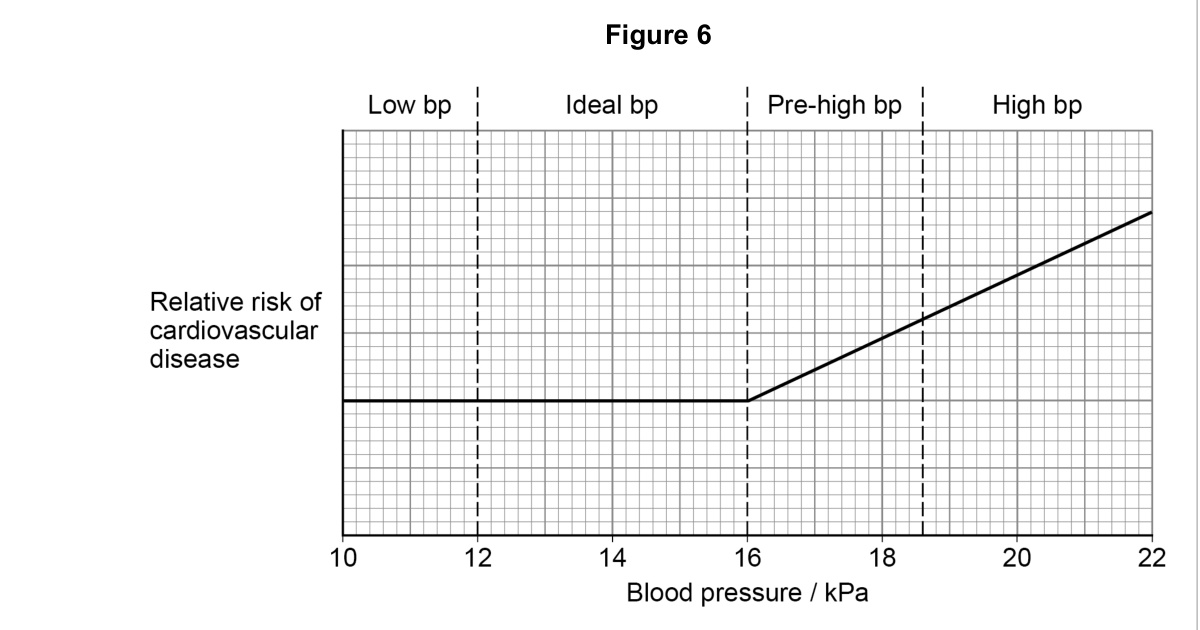 Figure 6
Low bp
Ideal bp
Pre-high bp
High bp
Relative risk of
cardiovascular
disease
10
12
14
16
18
20
22
Blood pressure / kPa